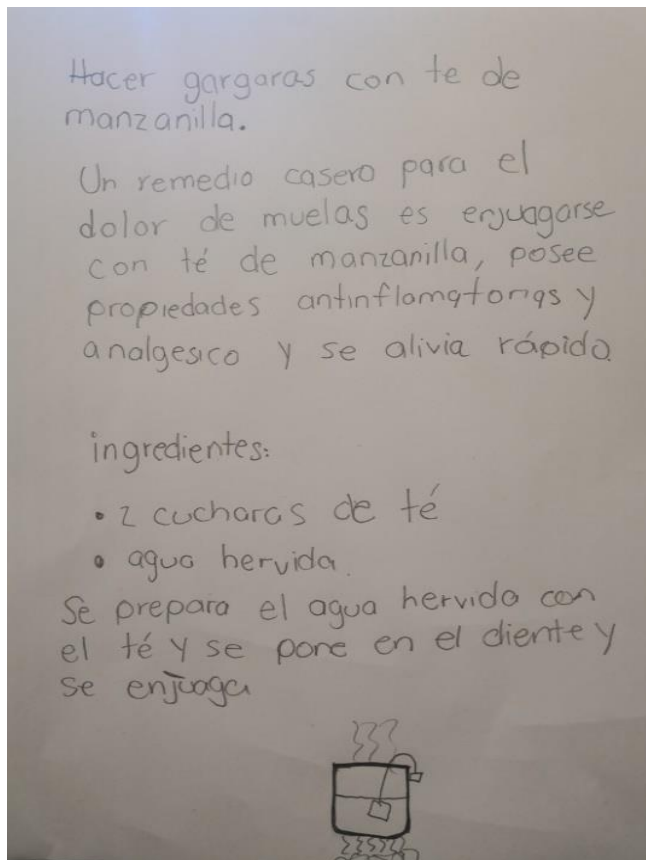 Hacer gargaras con te de
manzanilla.
Un remedio casero para el
dolor de muelas es enjuagarse
con té de manzanilla, posee
propiedades antinflamatorias y
analgesico y se alivia rápido.
ingredientes:
• 2 cucharas de té
• agua hervida.
Se prepara el agua hervida con
el té y se pone en el diente y
se enjuaga